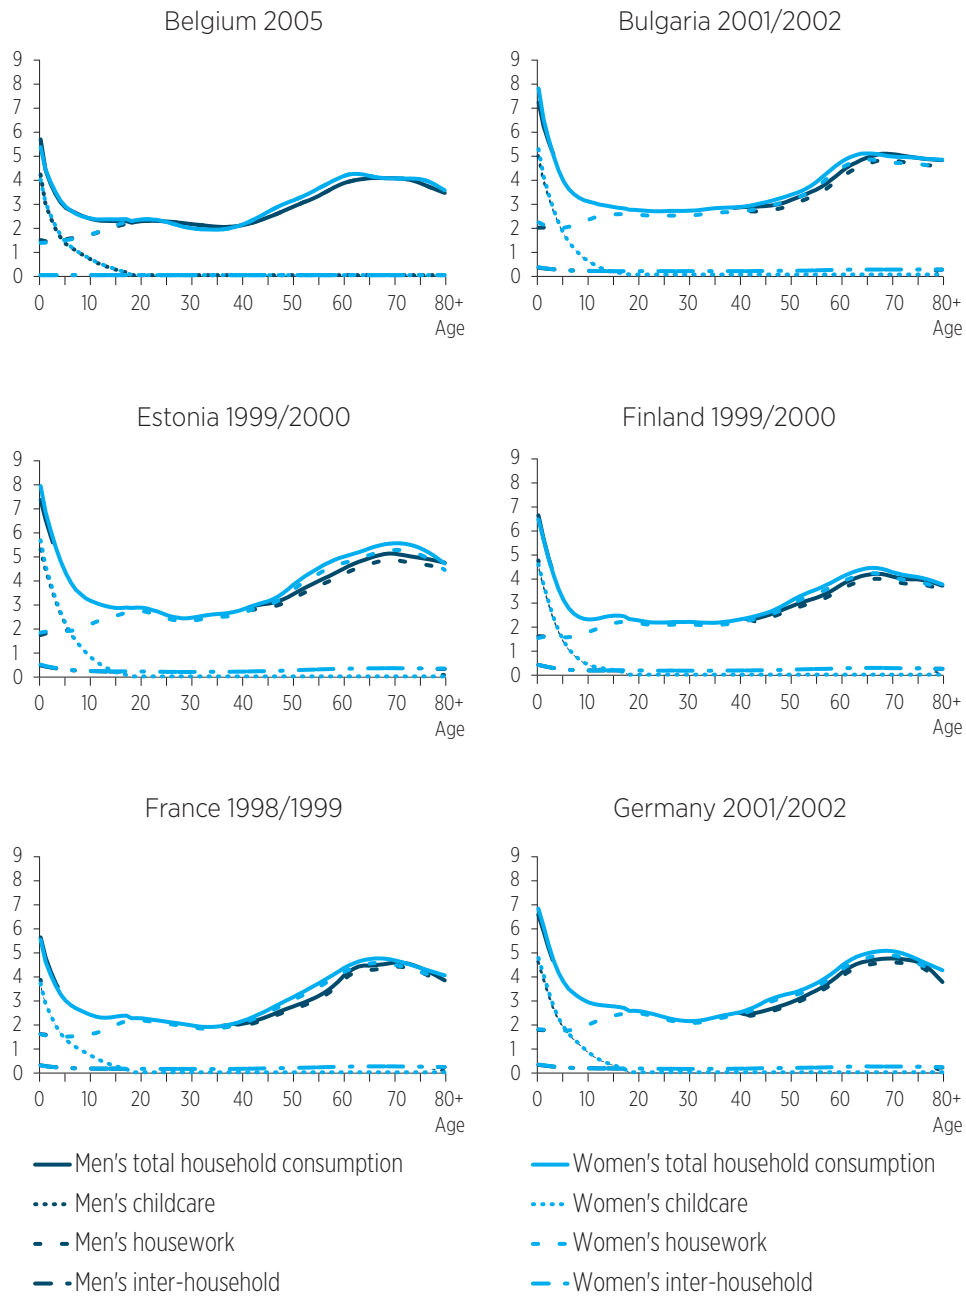 Belgium 2005
9
8
7
6
5
4
3
2
1
0
0 10 20 30 40 50 60 70 80+
Age
Bulgaria 2001/2002
9
8
7
6
5
4
3
2
1
0
0 10 20 30 40 50 60 70 80+
Age
Estonia 1999/2000
9
8
7
6
5
4
3
2
1
0
0 10 20 30 40 50 60 70 80+
Age
Finland 1999/2000
9
8
7
6
5
4
3
2
1
0
0 10 20 30 40 50 60 70 80+
Age
France 1998/1999
9
8
7
6
5
4
3
2
1
0
0 10 20 30 40 50 60 70 80+
Age
Germany 2001/2002
9
8
7
6
5
4
3
2
1
0
0 10 20 30 40 50 60 70 80+
Age
Men's total household consumption
Men's childcare
Men's housework
Men's inter-household
Women's total household consumption
Women's childcare
Women's housework
Women's inter-household